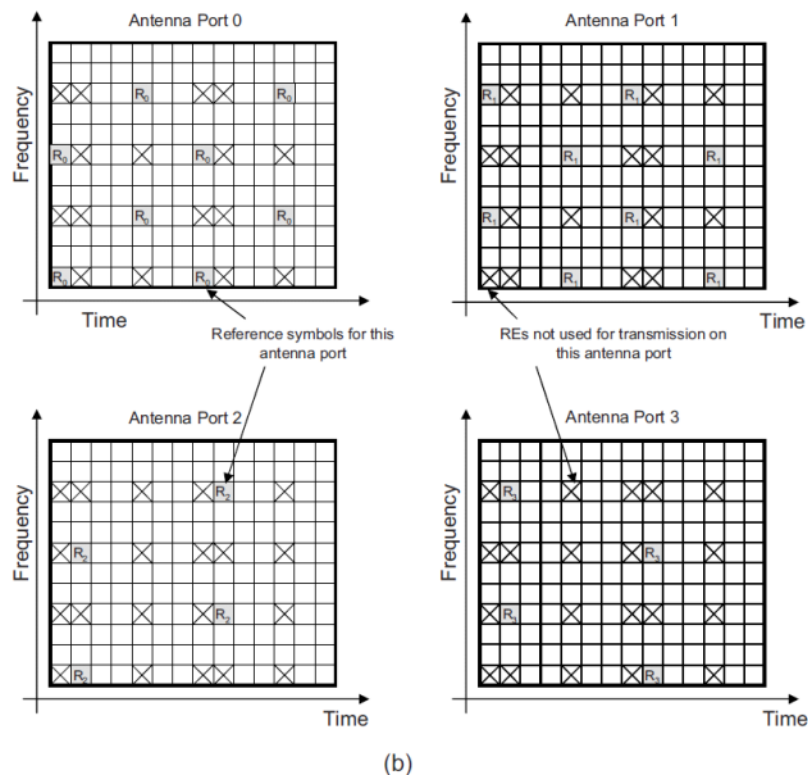 Antenna Port 0
Antenna Port 1
Frequency
Frequency
R0 R0
R1 R1
R0 R0
R1 R1
R0 R0
R1 R1
R0 R0
R1 R1
Time
Time
Reference symbols for this
antenna port
REs not used for transmission on
this antenna port
Antenna Port 2
Antenna Port 3
Frequency
Frequency
R2
R3
R2
R3
R2
R3
R2
R3
Time
Time
(b)